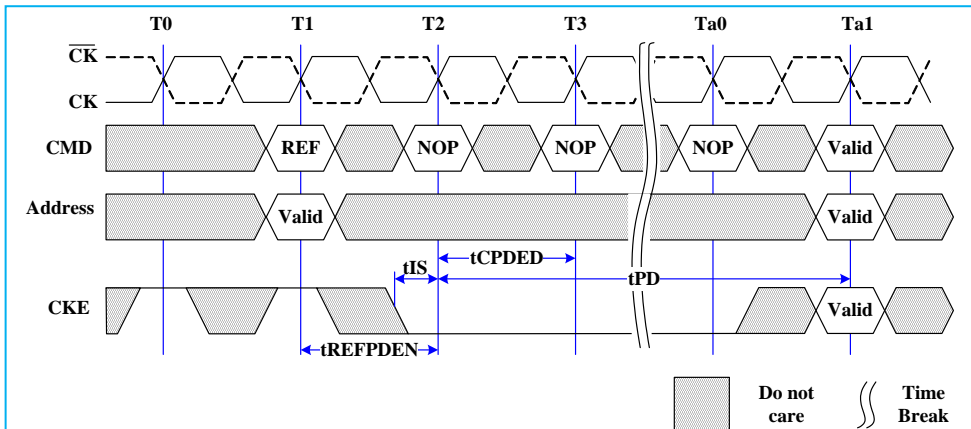 T0 T1 T2 T3 Ta0 Ta1
CK
CK
CMD REF NOP NOP NOP Valid
Address Valid Valid
tIS tCPDED
tPD
CKE Valid
tREFPDEN
Do not care
Time Break